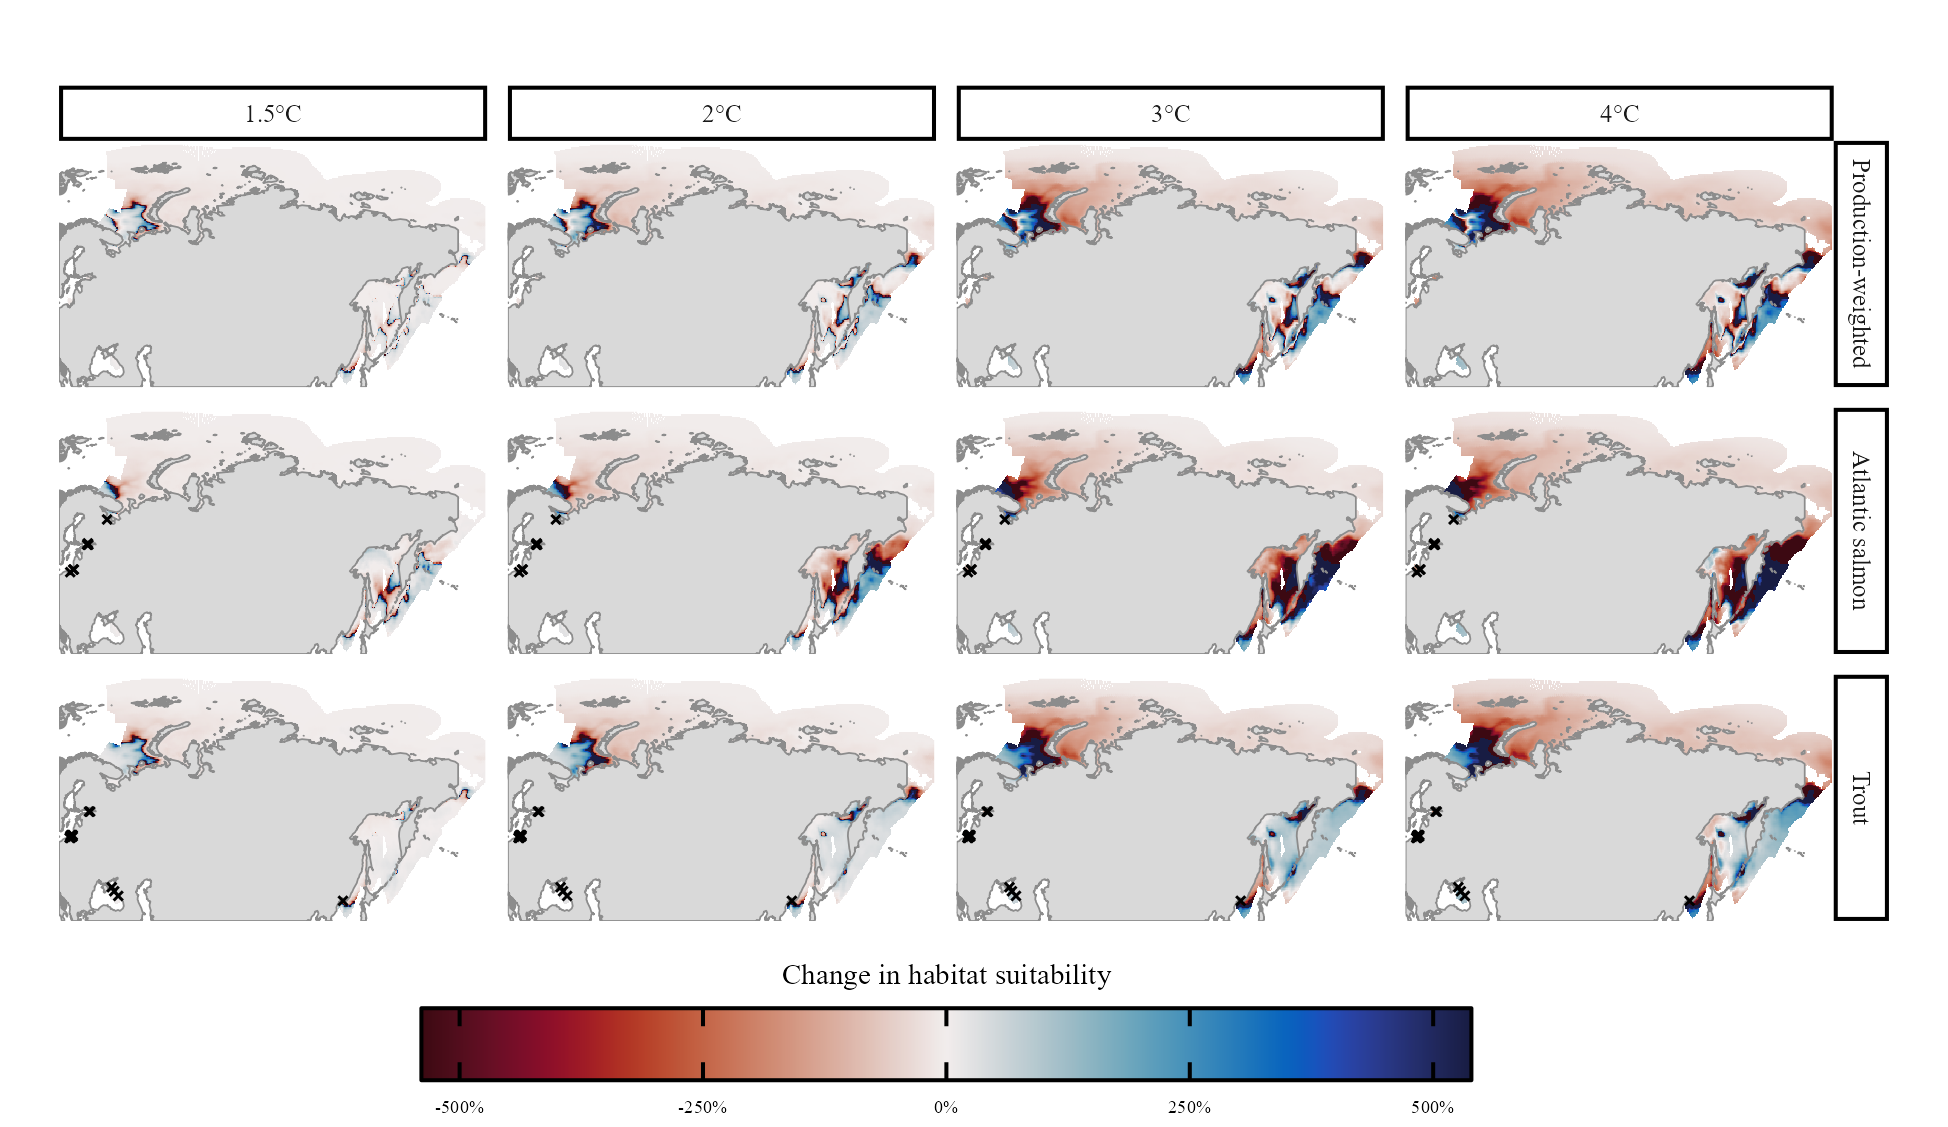 1.5°C
2°C
3°C
4°C
Production-weighted
Atlantic salmon
Trout
Change in habitat suitability
-500%
-250%
0%
250%
500%